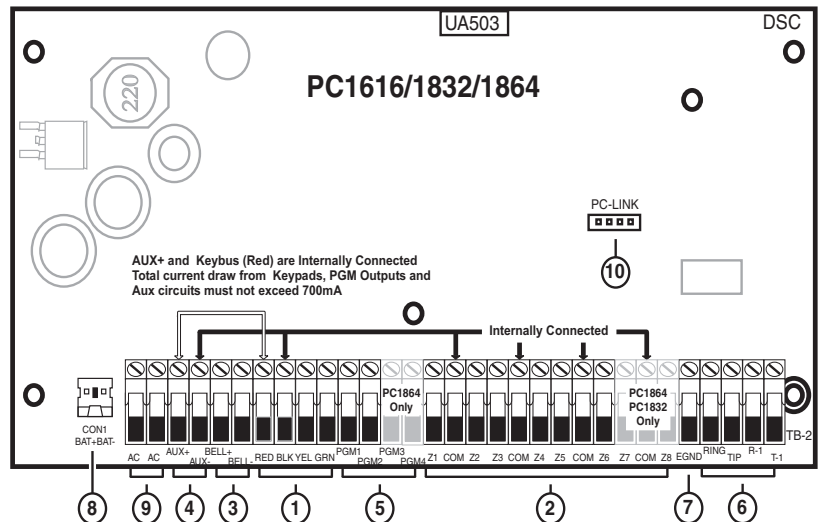 UA503
DSC
PC1616/1832/1864
220
PC-LINK
10
AUX+ and Keybus (Red) are Internally Connected
Total current draw from Keypads, PGM Outputs and
Aux circuits must not exceed 700mA
Internally Connected
PC1864
Only
PC1864
PC1832
Only
CON1
BAT+BAT-
TB-2
AC AC AUX+ AUX- BELL+ BELL- RED BLK YEL GRN PGM1 PGM2 PGM3 PGM4 Z1 COM Z2 Z3 COM Z4 Z5 COM Z6 Z7 COM Z8 EGND RING TIP R-1 T-1
8 9 4 3 1 5 2 7 6